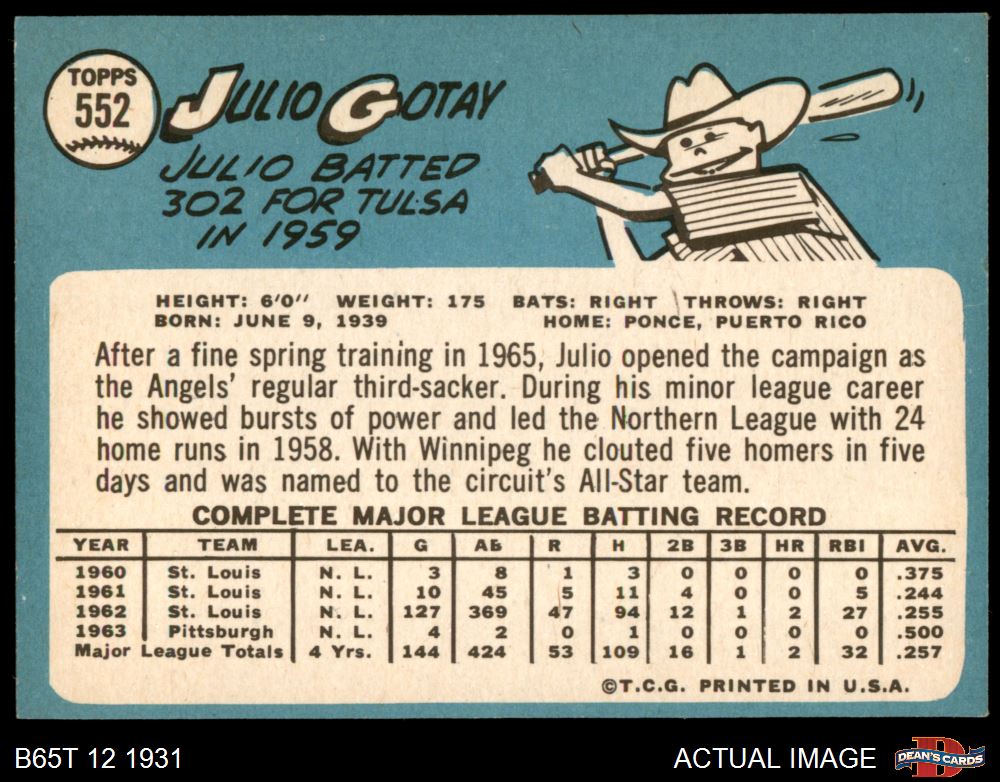 TOPPS
552
JULIO GOTAY
JULIO BATTED
302 FOR TULSA
IN 1959
HEIGHT: 6'0" WEIGHT: 175 BATS: RIGHT THROWS: RIGHT
BORN: JUNE 9, 1939 HOME: PONCE, PUERTO RICO
After a fine spring training in 1965, Julio opened the campaign as
the Angels' regular third-sacker. During his minor league career
he showed bursts of power and led the Northern League with 24
home runs in 1958. With Winnipeg he clouted five homers in five
days and was named to the circuit's All-Star team.
COMPLETE MAJOR LEAGUE BATTING RECORD
YEAR TEAM LEA. G AB R H 2B 3B HR RBI AVG.
1960 St. Louis N. L. 3 8 1 3 0 0 0 0 .375
1961 St. Louis N. L. 10 45 5 11 4 0 0 5 .244
1962 St. Louis N. L. 127 369 47 94 12 1 2 27 .255
1963 Pittsburgh N. L. 4 2 0 1 0 0 0 0 .500
Major League Totals 4 Yrs. 144 424 53 109 16 1 2 32 .257
©T.C.G. PRINTED IN U.S.A.
B65T 12 1931 ACTUAL IMAGE
D
DEAN'S CARDS